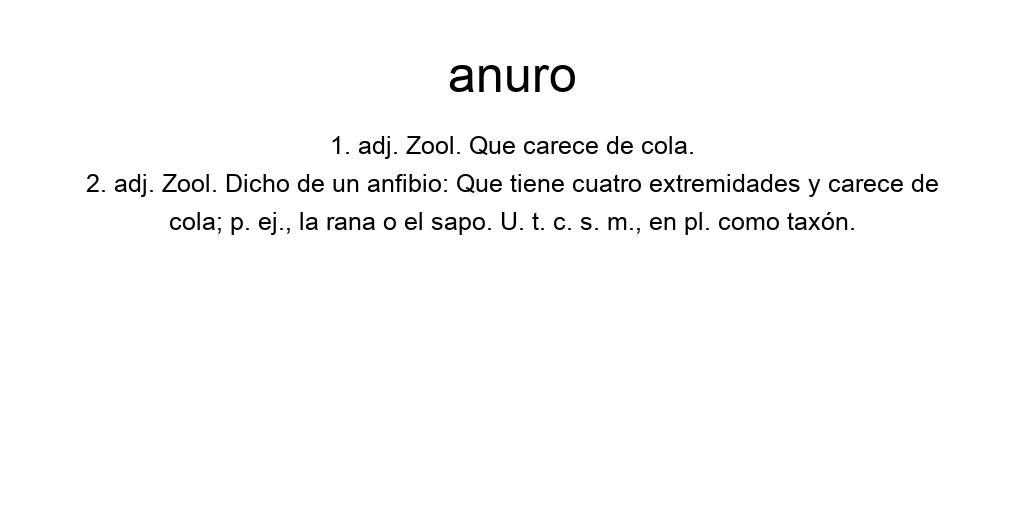 anuro
1. adj. Zool. Que carece de cola.
2. adj. Zool. Dicho de un anfibio: Que tiene cuatro extremidades y carece de
cola; p. ej., la rana o el sapo. U. t. c. s. m., en pl. como taxón.